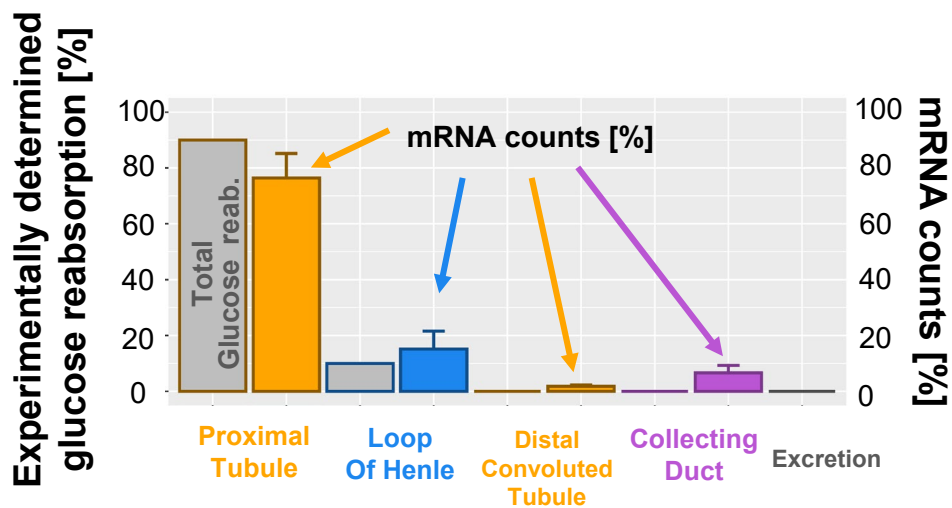 Experimentally determined
glucose reabsorption [%]
100
80
60
40
20
0
Total
Glucose reab.
mRNA counts [%]
100
80
60
40
20
0
mRNA counts [%]
Proximal
Tubule
Loop
Of Henle
Distal
Convoluted
Tubule
Collecting
Duct
Excretion